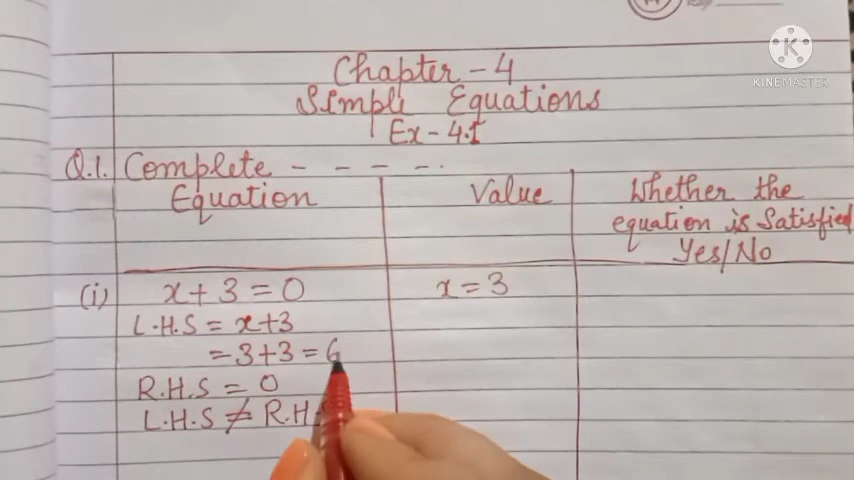 KINEMASTER
Chapter - 4
Simple Equations
Ex - 4.1
Q.1. Complete - - - -.
Equation Value Whether the equation is Satisfied Yes/No
(i) x + 3 = 0 x = 3
L.H.S = x+3
= 3+3 = 6
R.H.S = 0
L.H.S ≠ R.H.